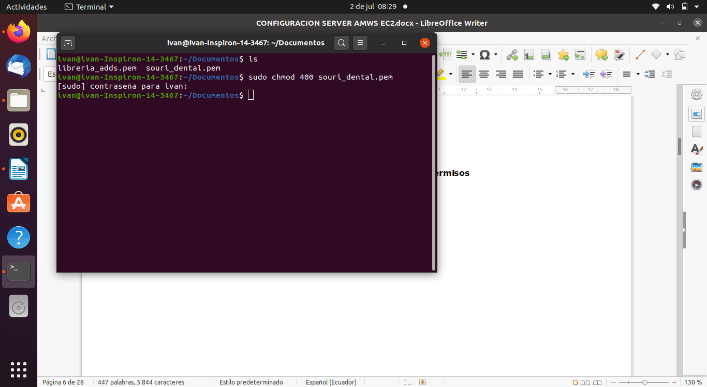 Actividades
Terminal
2 de jul 08:29
CONFIGURACION SERVER AMWS EC2.docx - LibreOffice Writer
ivan@ivan-Inspiron-14-3467: ~/Documentos
ivan@ivan-Inspiron-14-3467:~/Documentos$ ls
libreria_adds.pem souri_dental.pem
ivan@ivan-Inspiron-14-3467:~/Documentos$ sudo chmod 400 souri_dental.pem
[sudo] contraseña para ivan:
ivan@ivan-Inspiron-14-3467:~/Documentos$
Arch
Es
ermisos
Página 6 de 28
447 palabras, 3.844 caracteres
Estilo predeterminado
Español (Ecuador)
130 %